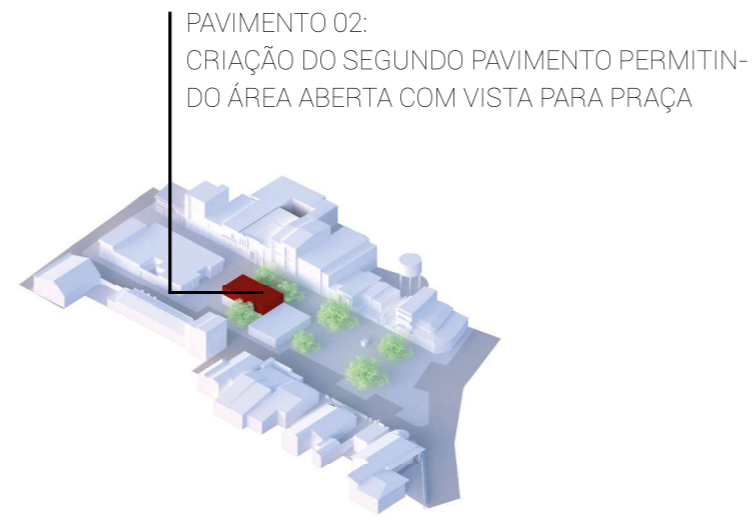 PAVIMENTO 02:
CRIAÇÃO DO SEGUNDO PAVIMENTO PERMITIN-
DO ÁREA ABERTA COM VISTA PARA PRAÇA